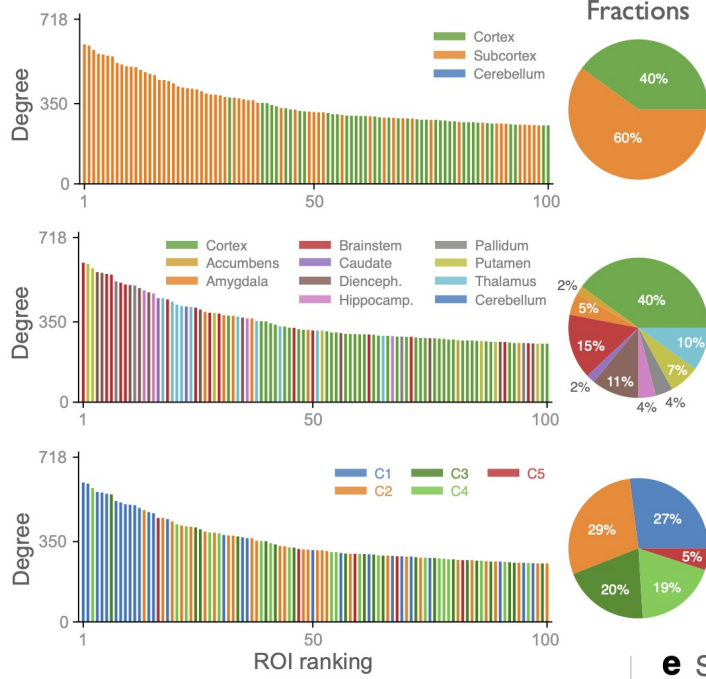 Fractions
718
350
0
Degree
1
50
100
Cortex
Subcortex
Cerebellum
40%
60%
718
350
0
Degree
1
50
100
Cortex
Accumbens
Amygdala
Brainstem
Caudate
Dienceph.
Hippocamp.
Pallidum
Putamen
Thalamus
Cerebellum
2%
5%
15%
2%
11%
4%
4%
7%
10%
40%
718
350
0
Degree
1
50
100
ROI ranking
C1
C2
C3
C4
C5
29%
27%
5%
19%
20%
e S